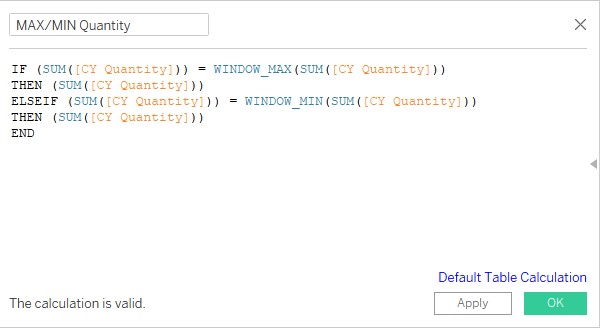 MAX/MIN Quantity
IF (SUM([CY Quantity])) = WINDOW_MAX(SUM([CY Quantity]))
THEN (SUM([CY Quantity]))
ELSEIF (SUM([CY Quantity])) = WINDOW_MIN(SUM([CY Quantity]))
THEN (SUM([CY Quantity]))
END
Default Table Calculation
The calculation is valid.
Apply
OK